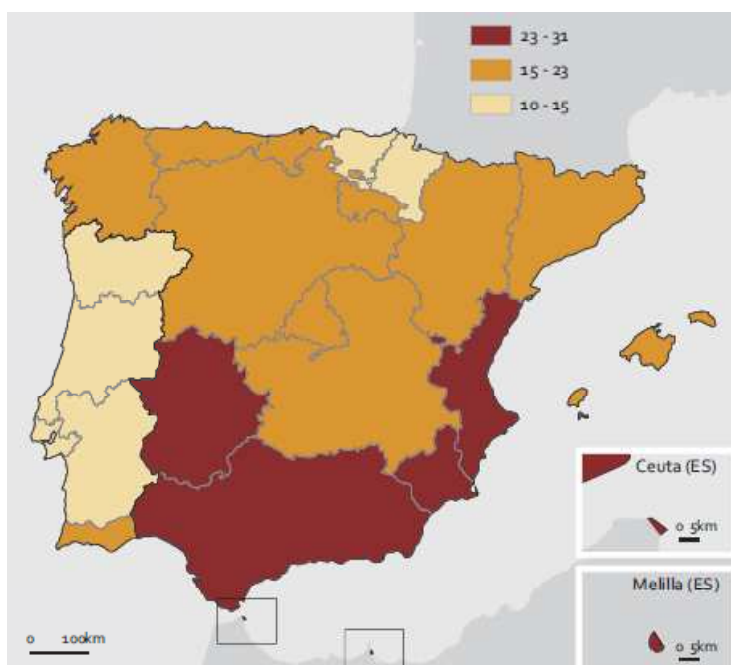 23 - 31
15 - 23
10 - 15
Ceuta (ES)
0 5km
Melilla (ES)
0 5km
0 100km